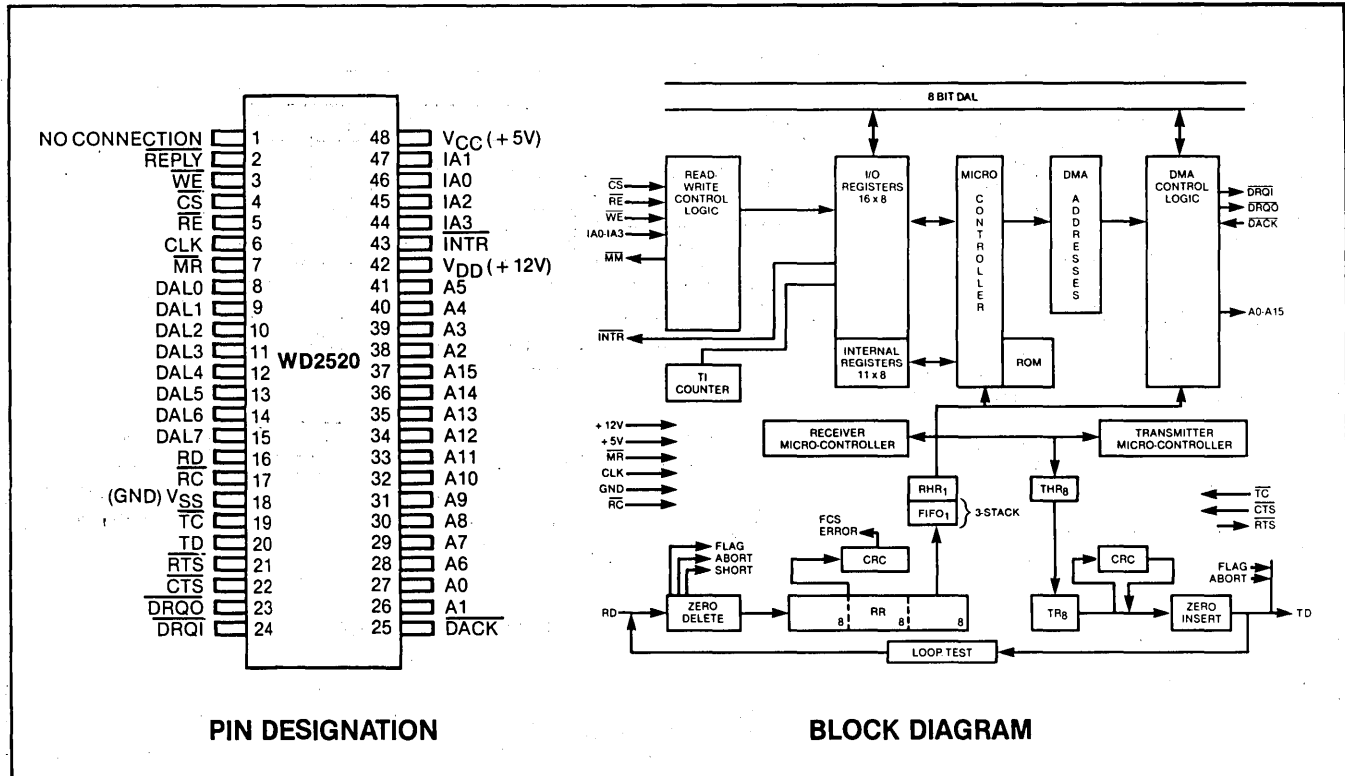 NO CONNECTION 1 48 VCC (+5V)
REPLY 2 47 IA1
WE 3 46 IA0
CS 4 45 IA2
RE 5 44 IA3
CLK 6 43 INTR
MR 7 42 VDD (+12V)
DAL0 8 41 A5
DAL1 9 40 A4
DAL2 10 39 A3
DAL3 11 38 A2
WD2520
DAL4 12 37 A15
DAL5 13 36 A14
DAL6 14 35 A13
DAL7 15 34 A12
RD 16 33 A11
RC 17 32 A10
(GND) VSS 18 31 A9
TC 19 30 A8
TD 20 29 A7
RTS 21 28 A6
CTS 22 27 A0
DRQO 23 26 A1
DRQI 24 25 DACK
PIN DESIGNATION
8 BIT DAL
CS
RE
WE
IA0-IA3
MM
INTR
READ-
WRITE
CONTROL
LOGIC
TI
COUNTER
I/O
REGISTERS
16 x 8
INTERNAL
REGISTERS
11 x 8
MICRO
CONTROLLER
ROM
DMA
ADDRESSES
DMA
CONTROL
LOGIC
DRQI
DRQO
DACK
A0-A15
+ 12V
+ 5V
MR
CLK
GND
RC
RECEIVER
MICRO-CONTROLLER
TRANSMITTER
MICRO-CONTROLLER
RHR1
FIFO1
3-STACK
THR8
TC
CTS
RTS
FCS
ERROR
CRC
FLAG
ABORT
SHORT
RD
ZERO
DELETE
RR
8 8 8
TR8
CRC
ZERO
INSERT
FLAG
ABORT
TD
LOOP TEST
BLOCK DIAGRAM